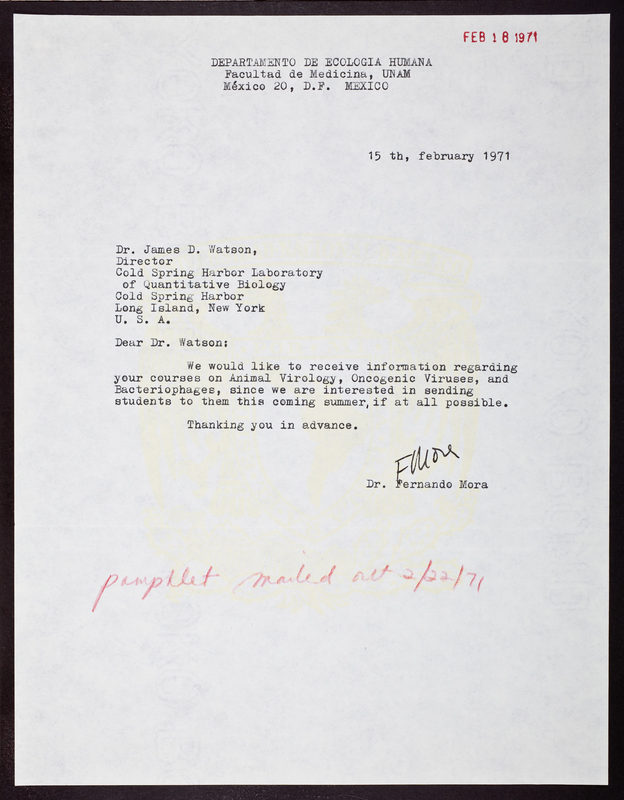 FEB 18 1971
DEPARTAMENTO DE ECOLOGIA HUMANA
Facultad de Medicina, UNAM
México 20, D.F. MEXICO
15 th, february 1971
Dr. James D. Watson,
Director
Cold Spring Harbor Laboratory
of Quantitative Biology
Cold Spring Harbor
Long Island, New York
U. S. A.
Dear Dr. Watson:
We would like to receive information regarding
your courses on Animal Virology, Oncogenic Viruses, and
Bacteriophages, since we are interested in sending
students to them this coming summer, if at all possible.
Thanking you in advance.
FMora
Dr. Fernando Mora
pamphlet mailed out 2/22/71